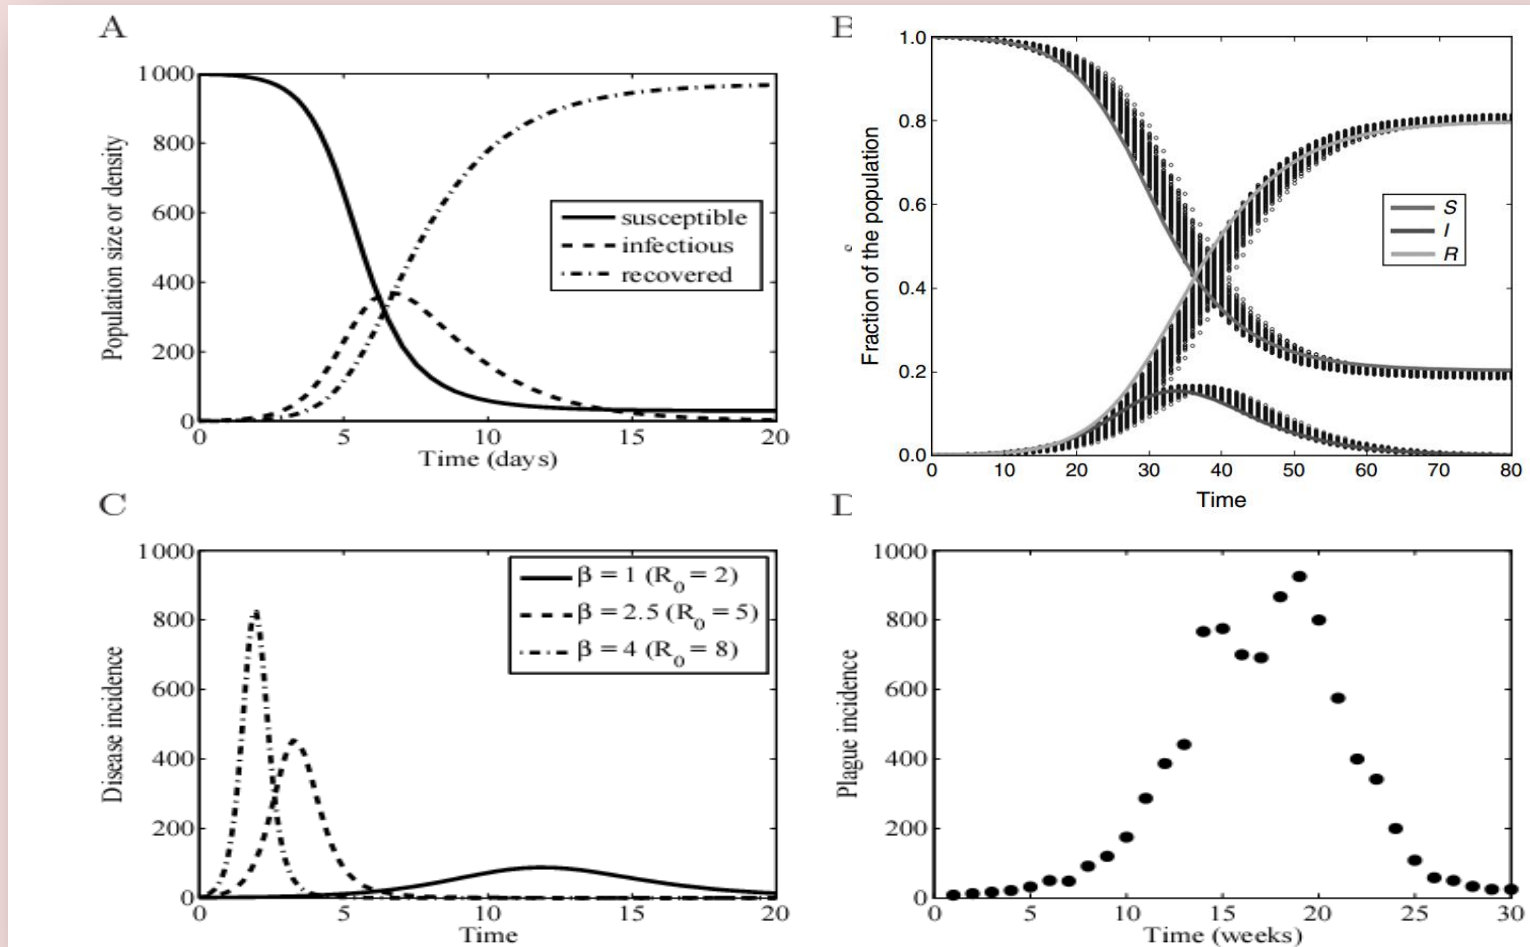 A
1000
800
600
400
200
0
Population size or density
susceptible
infectious
recovered
0 5 10 15 20
Time (days)
B
1.0
0.8
0.6
0.4
0.2
0.0
Fraction of the population
S
I
R
0 10 20 30 40 50 60 70 80
Time
C
1000
800
600
400
200
0
Disease incidence
β = 1 (R0 = 2)
β = 2.5 (R0 = 5)
β = 4 (R0 = 8)
0 5 10 15 20
Time
D
1000
800
600
400
200
0
Plague incidence
0 5 10 15 20 25 30
Time (weeks)